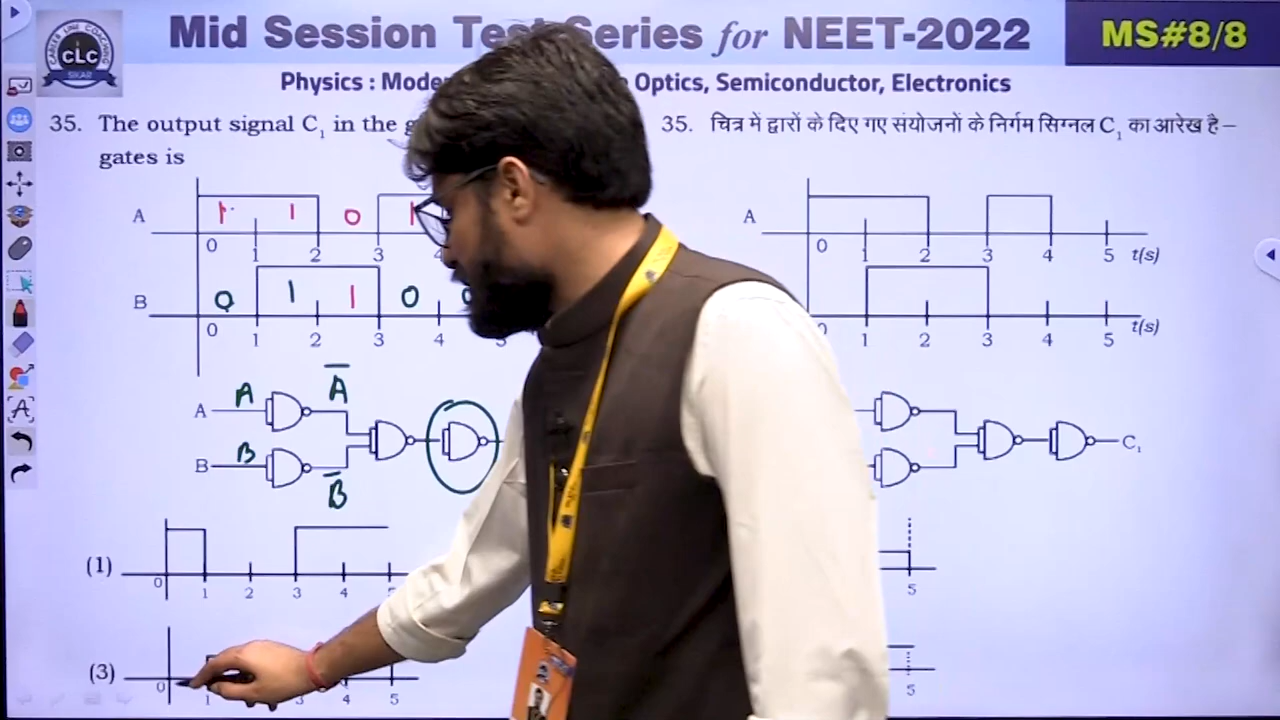 CLC
SIKAR
Mid Session Test Series for NEET-2022
MS#8/8
Physics : Optics, Semiconductor, Electronics
35. The output signal C₁ in the
gates is
35. चित्र में द्वारों के दिए गए संयोजनों के निर्गम सिग्नल C₁ का आरेख है–
A 1 1 0 1
0 1 2 3 4
B 0 1 1 0 0
0 1 2 3 4 5
A
0 1 2 3 4 5 t(s)
0 1 2 3 4 5 t(s)
A A A̅
B B B̅
C₁
(1)
0 1 2 3 4 5
5
(3)
0 1 3 4 5
5